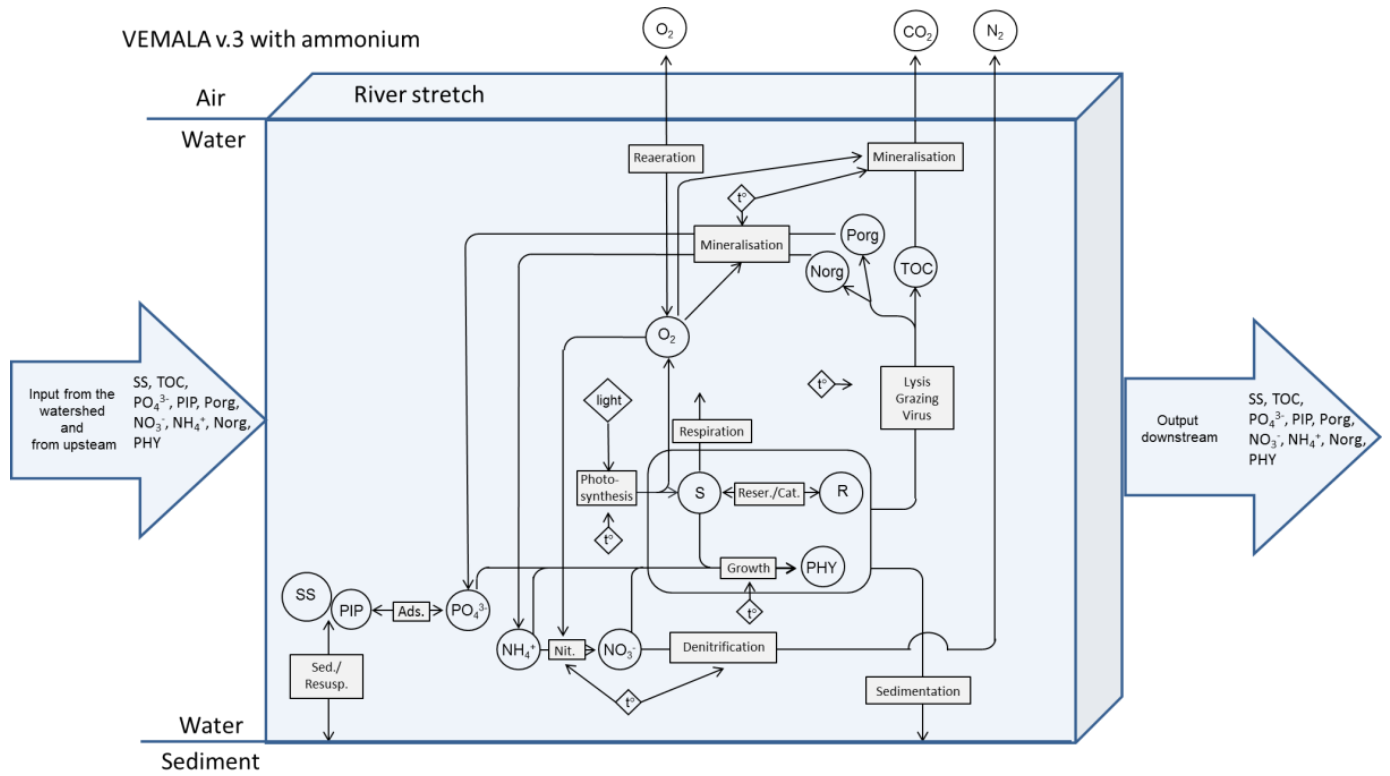 VEMALA v.3 with ammonium
O₂
CO₂
N₂
Air
River stretch
Water
Reaeration
Mineralisation
t°
Mineralisation
Porg
Norg
TOC
O₂
Input from the
watershed
and
from upsteam
SS, TOC,
PO₄³⁻, PIP, Porg,
NO₃⁻, NH₄⁺, Norg,
PHY
light
t°
Lysis
Grazing
Virus
Respiration
Photo-
synthesis
S
Reser./Cat.
R
t°
Growth
PHY
t°
SS
PIP
Ads.
PO₄³⁻
NH₄⁺
Nit.
NO₃⁻
Denitrification
Sed./
Resusp.
t°
Sedimentation
Output
downstream
SS, TOC,
PO₄³⁻, PIP, Porg,
NO₃⁻, NH₄⁺, Norg,
PHY
Water
Sediment